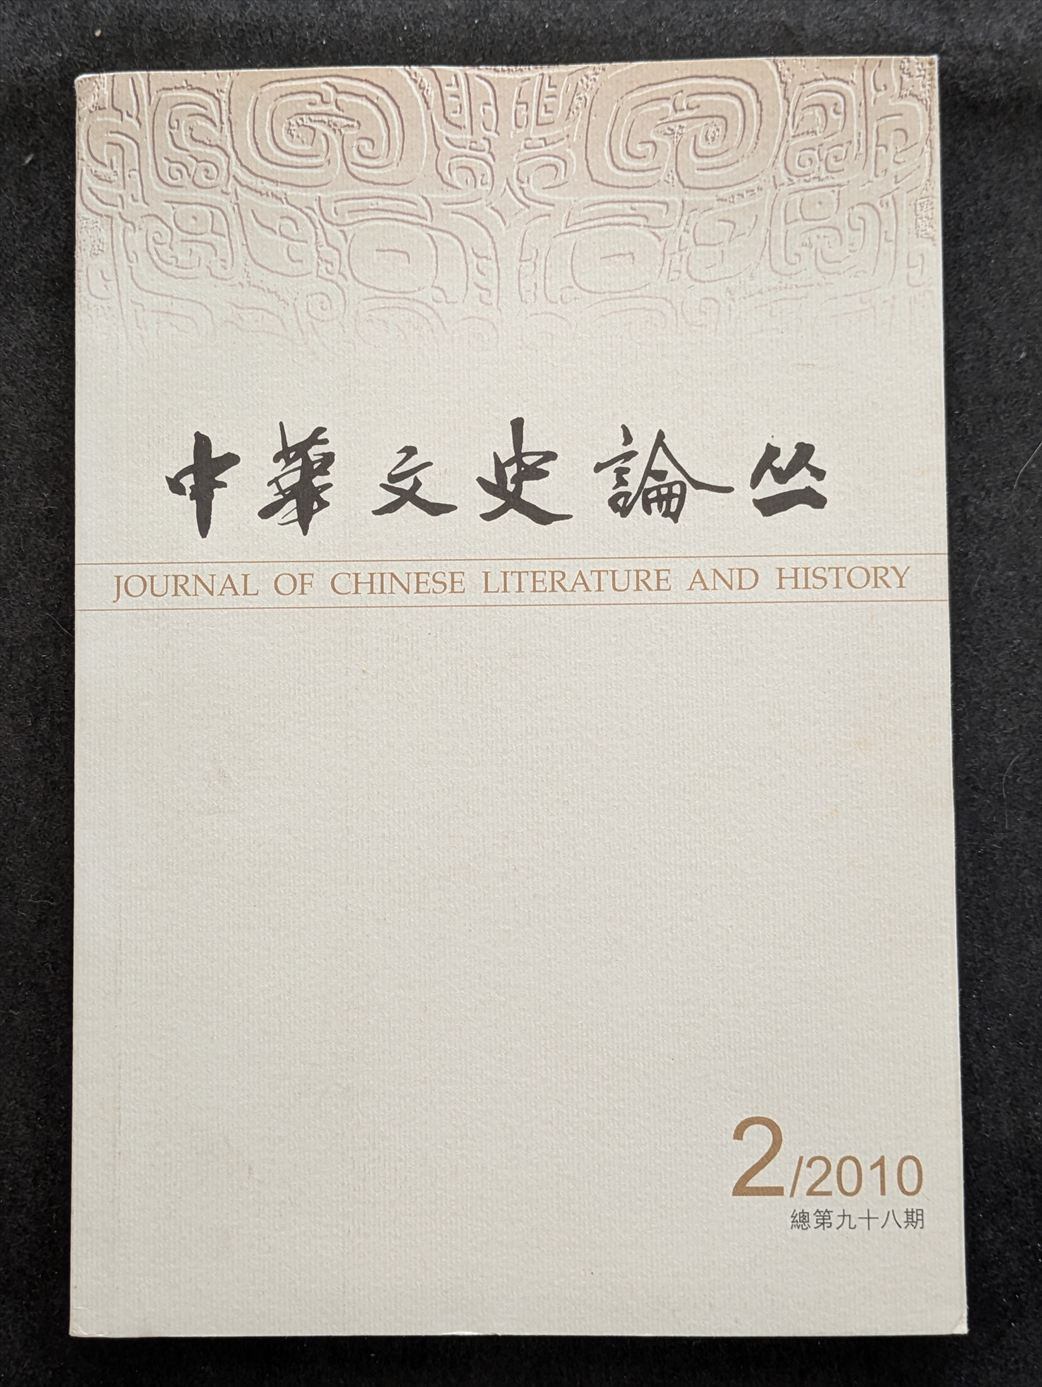 中華文史論丛
JOURNAL OF CHINESE LITERATURE AND HISTORY
2/2010
總第九十八期